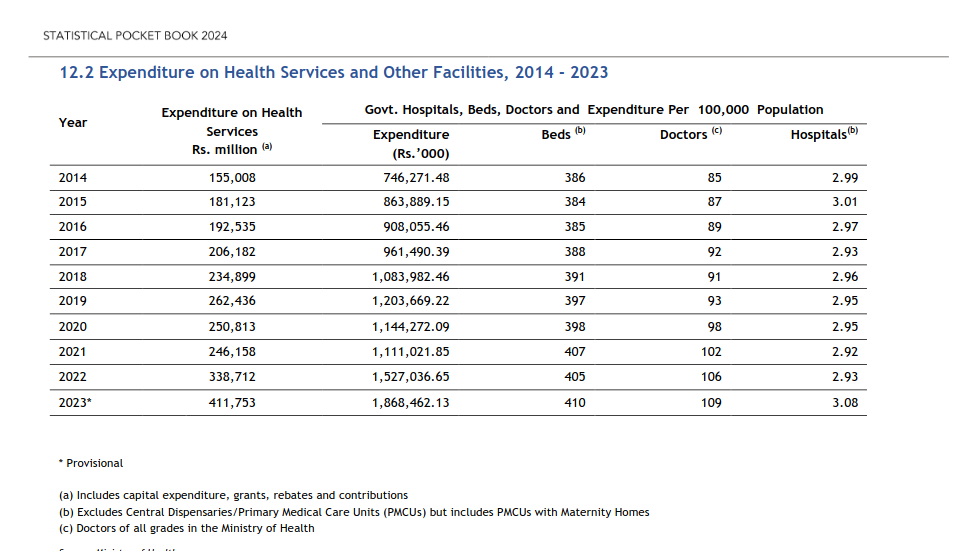 STATISTICAL POCKET BOOK 2024
12.2 Expenditure on Health Services and Other Facilities, 2014 - 2023
Year Expenditure on Health Services Rs. million (a) Govt. Hospitals, Beds, Doctors and Expenditure Per 100,000 Population
Expenditure (Rs.’000) Beds (b) Doctors (c) Hospitals(b)
2014 155,008 746,271.48 386 85 2.99
2015 181,123 863,889.15 384 87 3.01
2016 192,535 908,055.46 385 89 2.97
2017 206,182 961,490.39 388 92 2.93
2018 234,899 1,083,982.46 391 91 2.96
2019 262,436 1,203,669.22 397 93 2.95
2020 250,813 1,144,272.09 398 98 2.95
2021 246,158 1,111,021.85 407 102 2.92
2022 338,712 1,527,036.65 405 106 2.93
2023* 411,753 1,868,462.13 410 109 3.08
* Provisional
(a) Includes capital expenditure, grants, rebates and contributions
(b) Excludes Central Dispensaries/Primary Medical Care Units (PMCUs) but includes PMCUs with Maternity Homes
(c) Doctors of all grades in the Ministry of Health